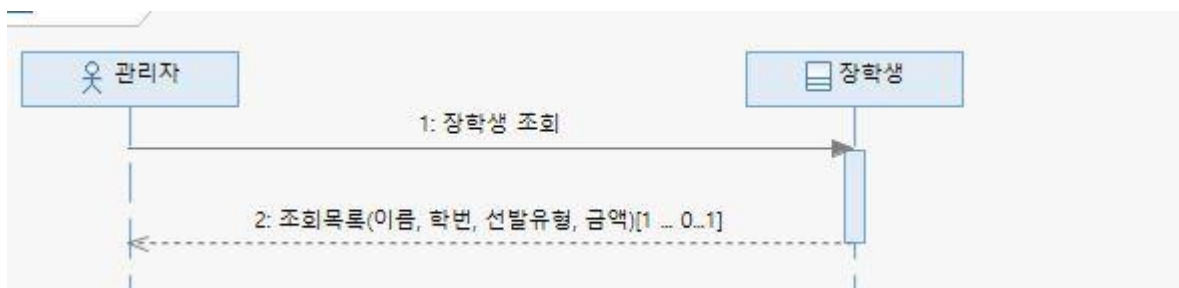 관리자
장학생
1: 장학생 조회
2: 조회목록(이름, 학번, 선발유형, 금액)[1 ... 0...1]